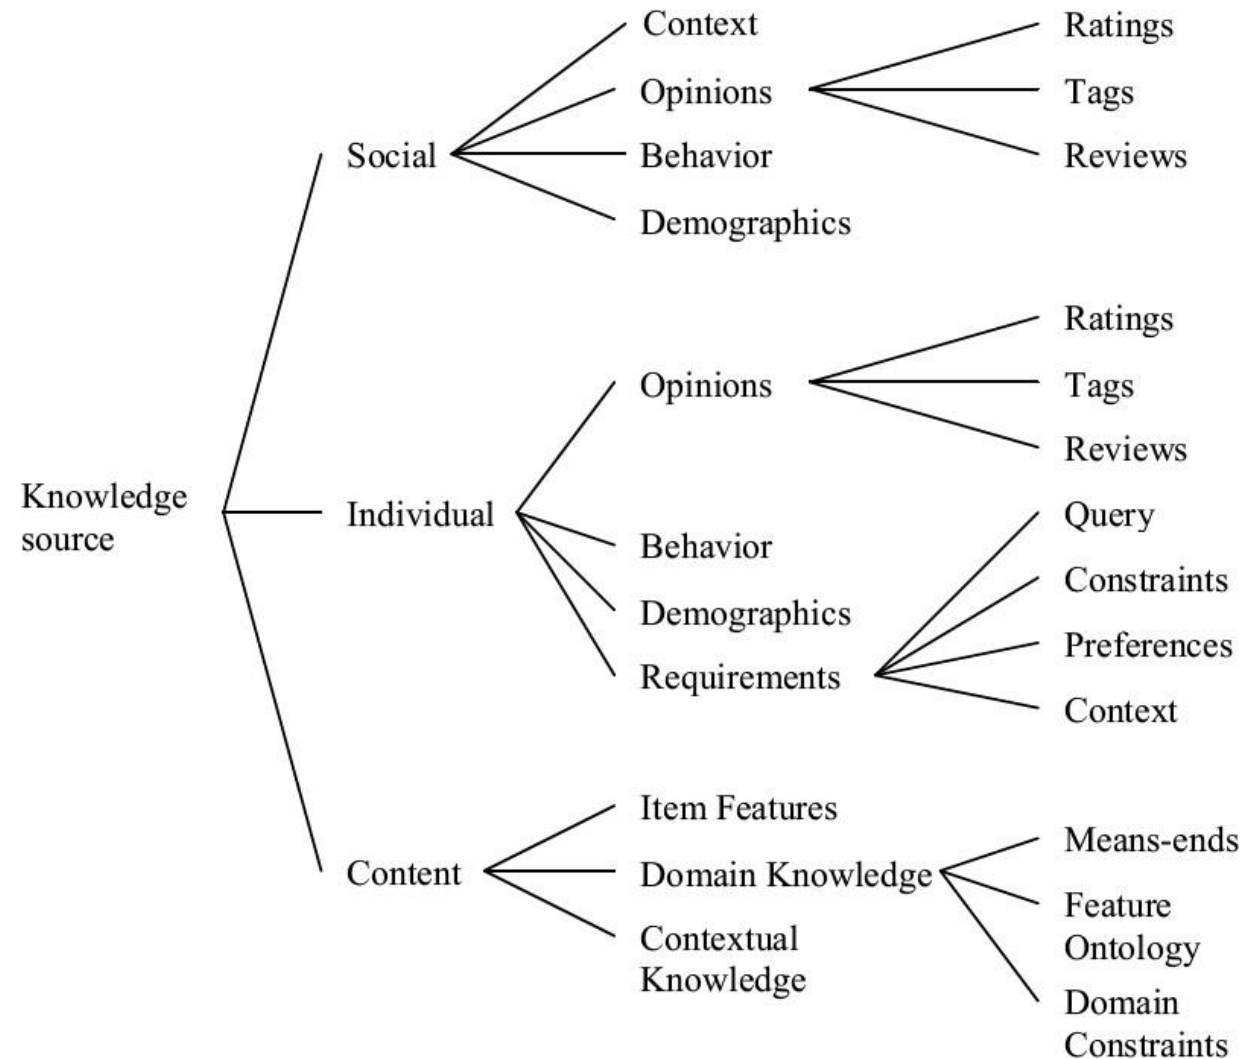 Context
Ratings
Opinions
Tags
Social
Behavior
Reviews
Demographics
Ratings
Opinions
Tags
Reviews
Knowledge
source
Individual
Query
Behavior
Constraints
Demographics
Preferences
Requirements
Context
Item Features
Means-ends
Content
Domain Knowledge
Feature
Ontology
Contextual
Knowledge
Domain
Constraints